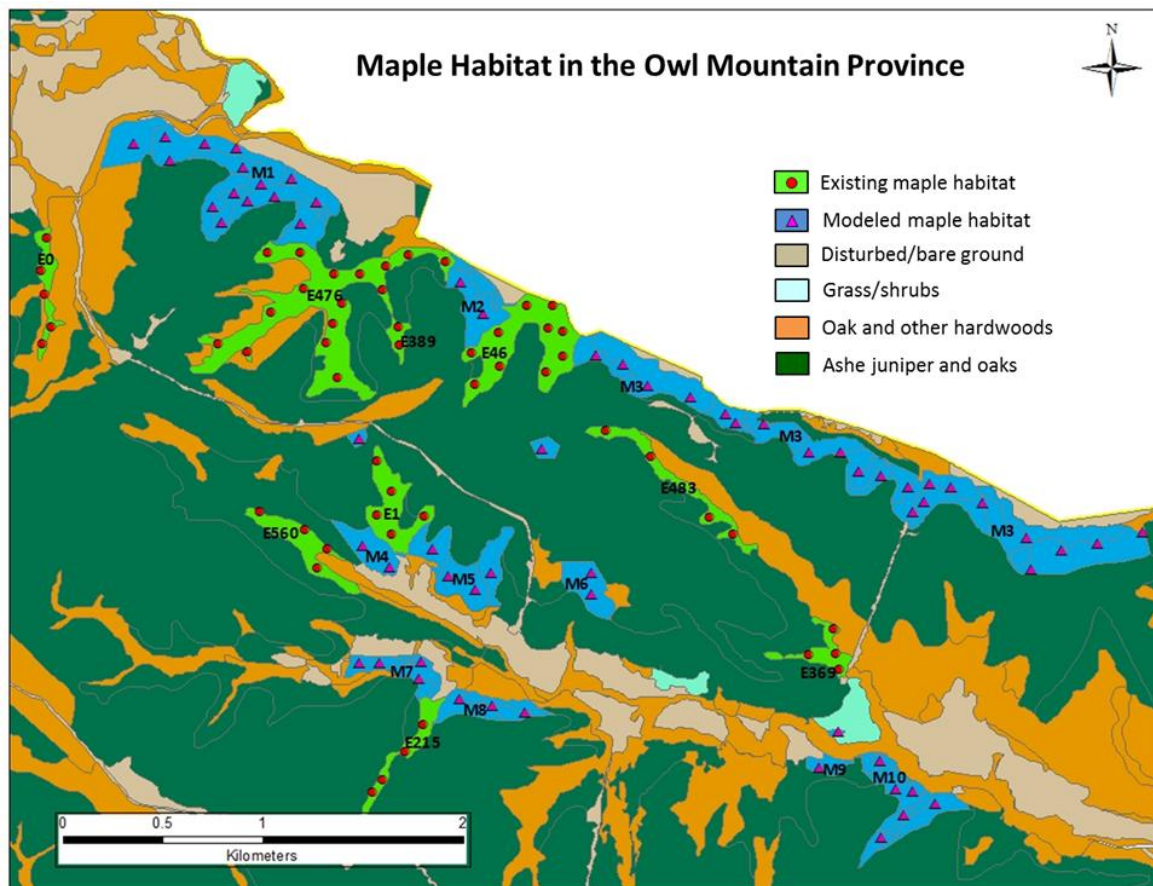 N
Maple Habitat in the Owl Mountain Province
Existing maple habitat
Modeled maple habitat
Disturbed/bare ground
Grass/shrubs
Oak and other hardwoods
Ashe juniper and oaks
M1
E0
E476
M2
E389
E46
M3
M3
E483
E1
E560
M3
M4
M5
M6
M7
E369
M8
E215
M9
M10
0 0.5 1 2
Kilometers